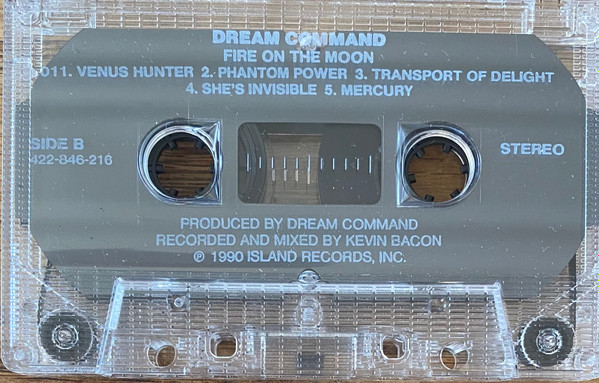 DREAM COMMAND
FIRE ON THE MOON
011. VENUS HUNTER 2. PHANTOM POWER 3. TRANSPORT OF DELIGHT
4. SHE'S INVISIBLE 5. MERCURY
SIDE B
422-846-216
STEREO
PRODUCED BY DREAM COMMAND
RECORDED AND MIXED BY KEVIN BACON
℗ 1990 ISLAND RECORDS, INC.